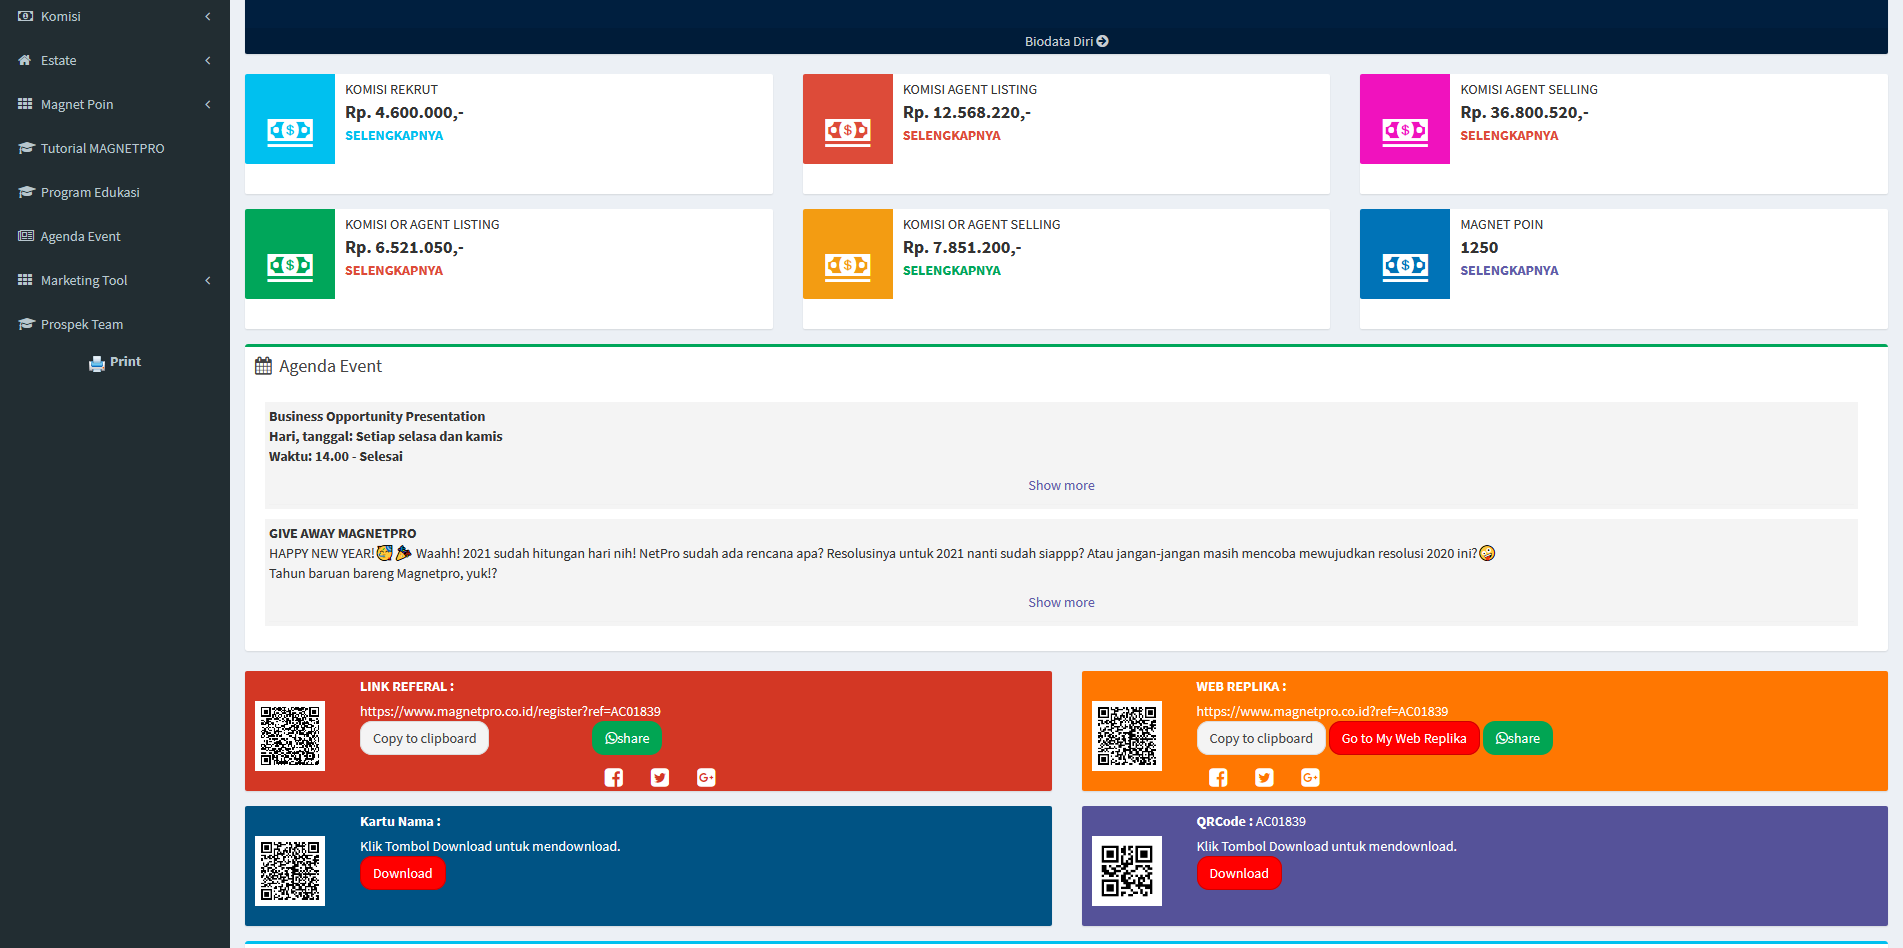 Komisi
Estate
Magnet Poin
Tutorial MAGNETPRO
Program Edukasi
Agenda Event
Marketing Tool
Prospek Team
Print
Biodata Diri
KOMISI REKRUT
Rp. 4.600.000,-
SELENGKAPNYA
KOMISI AGENT LISTING
Rp. 12.568.220,-
SELENGKAPNYA
KOMISI AGENT SELLING
Rp. 36.800.520,-
SELENGKAPNYA
KOMISI OR AGENT LISTING
Rp. 6.521.050,-
SELENGKAPNYA
KOMISI OR AGENT SELLING
Rp. 7.851.200,-
SELENGKAPNYA
MAGNET POIN
1250
SELENGKAPNYA
Agenda Event
Business Opportunity Presentation
Hari, tanggal: Setiap selasa dan kamis
Waktu: 14.00 - Selesai
Show more
GIVE AWAY MAGNETPRO
HAPPY NEW YEAR!🥳🎉 Waahh! 2021 sudah hitungan hari nih! NetPro sudah ada rencana apa? Resolusinya untuk 2021 nanti sudah siappp? Atau jangan-jangan masih mencoba mewujudkan resolusi 2020 ini?🤪
Tahun baruan bareng Magnetpro, yuk!?
Show more
LINK REFERAL :
https://www.magnetpro.co.id/register?ref=AC01839
Copy to clipboard
share
WEB REPLIKA :
https://www.magnetpro.co.id?ref=AC01839
Copy to clipboard
Go to My Web Replika
share
Kartu Nama :
Klik Tombol Download untuk mendownload.
Download
QRCode : AC01839
Klik Tombol Download untuk mendownload.
Download